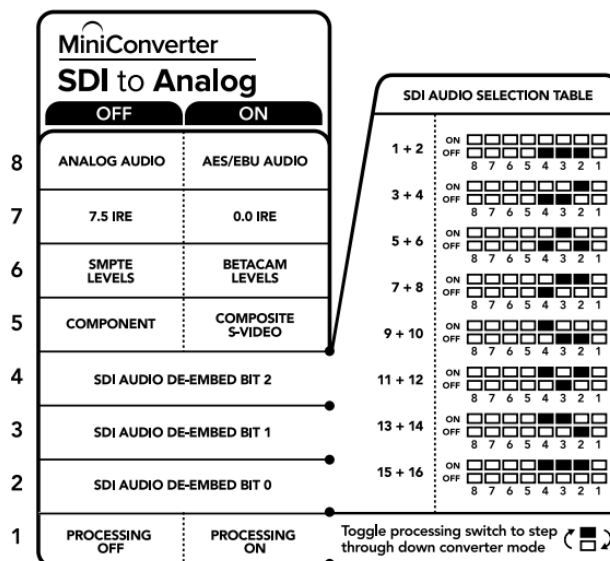 MiniConverter
SDI to Analog
OFF ON
8 ANALOG AUDIO AES/EBU AUDIO
7 7.5 IRE 0.0 IRE
6 SMPTE LEVELS BETACAM LEVELS
5 COMPONENT COMPOSITE S-VIDEO
4 SDI AUDIO DE-EMBED BIT 2
3 SDI AUDIO DE-EMBED BIT 1
2 SDI AUDIO DE-EMBED BIT 0
1 PROCESSING OFF PROCESSING ON
SDI AUDIO SELECTION TABLE
1 + 2 ON
OFF
8 7 6 5 4 3 2 1
3 + 4 ON
OFF
8 7 6 5 4 3 2 1
5 + 6 ON
OFF
8 7 6 5 4 3 2 1
7 + 8 ON
OFF
8 7 6 5 4 3 2 1
9 + 10 ON
OFF
8 7 6 5 4 3 2 1
11 + 12 ON
OFF
8 7 6 5 4 3 2 1
13 + 14 ON
OFF
8 7 6 5 4 3 2 1
15 + 16 ON
OFF
8 7 6 5 4 3 2 1
Toggle processing switch to step
through down converter mode